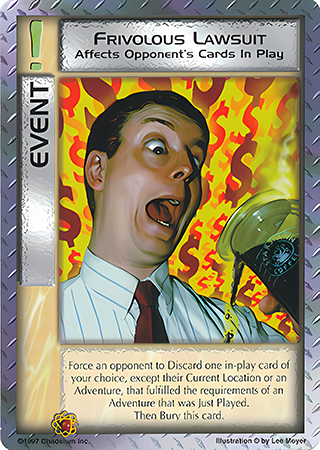 FRIVOLOUS LAWSUIT
Affects Opponent's Cards In Play
EVENT!
Force an opponent to Discard one in-play card of
your choice, except their Current Location or an
Adventure, that fulfilled the requirements of an
Adventure that was Just Played.
Then Bury this card.
©1997 Chaosium Inc.
Illustration © by Lee Moyer